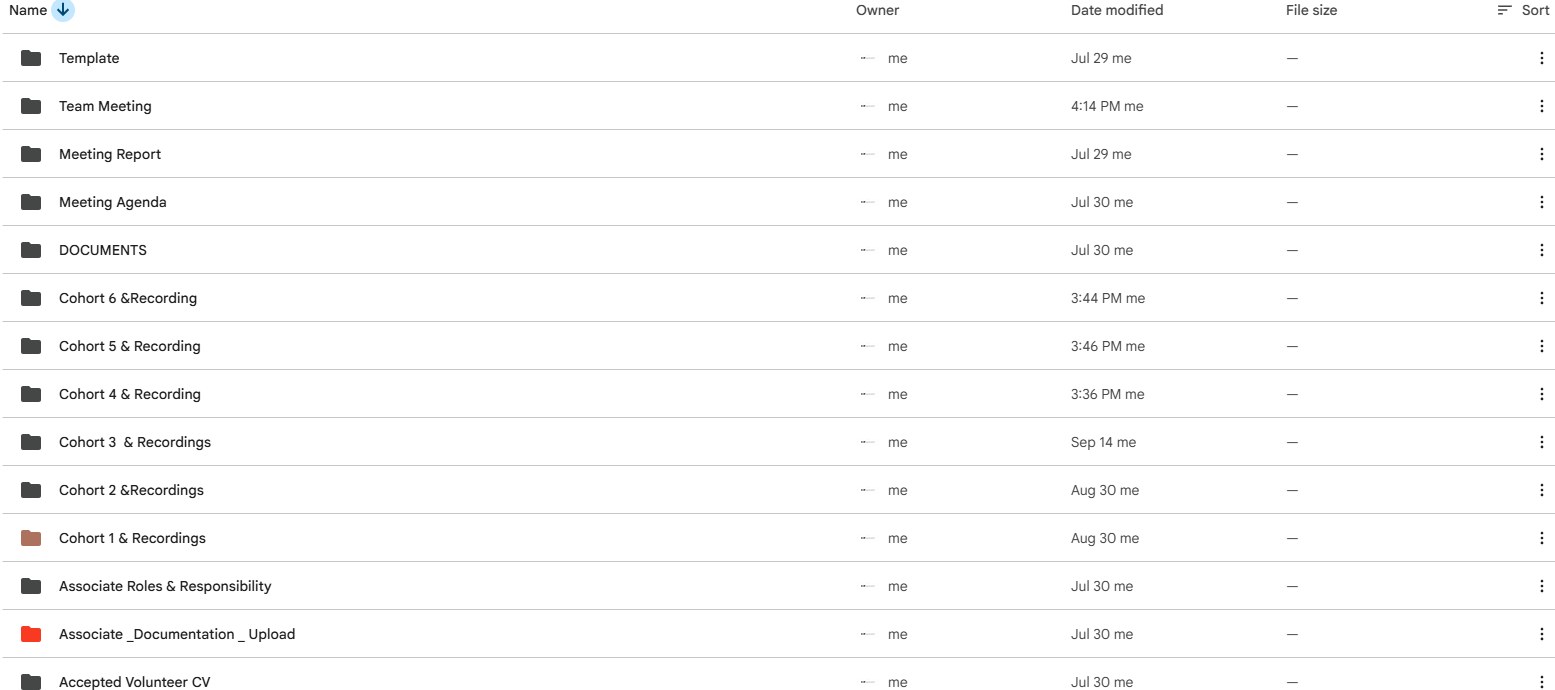 Name Owner Date modified File size Sort
Template me Jul 29 me —
Team Meeting me 4:14 PM me —
Meeting Report me Jul 29 me —
Meeting Agenda me Jul 30 me —
DOCUMENTS me Jul 30 me —
Cohort 6 &Recording me 3:44 PM me —
Cohort 5 & Recording me 3:46 PM me —
Cohort 4 & Recording me 3:36 PM me —
Cohort 3  & Recordings me Sep 14 me —
Cohort 2 &Recordings me Aug 30 me —
Cohort 1 & Recordings me Aug 30 me —
Associate Roles & Responsibility me Jul 30 me —
Associate _Documentation _ Upload me Jul 30 me —
Accepted Volunteer CV me Jul 30 me —